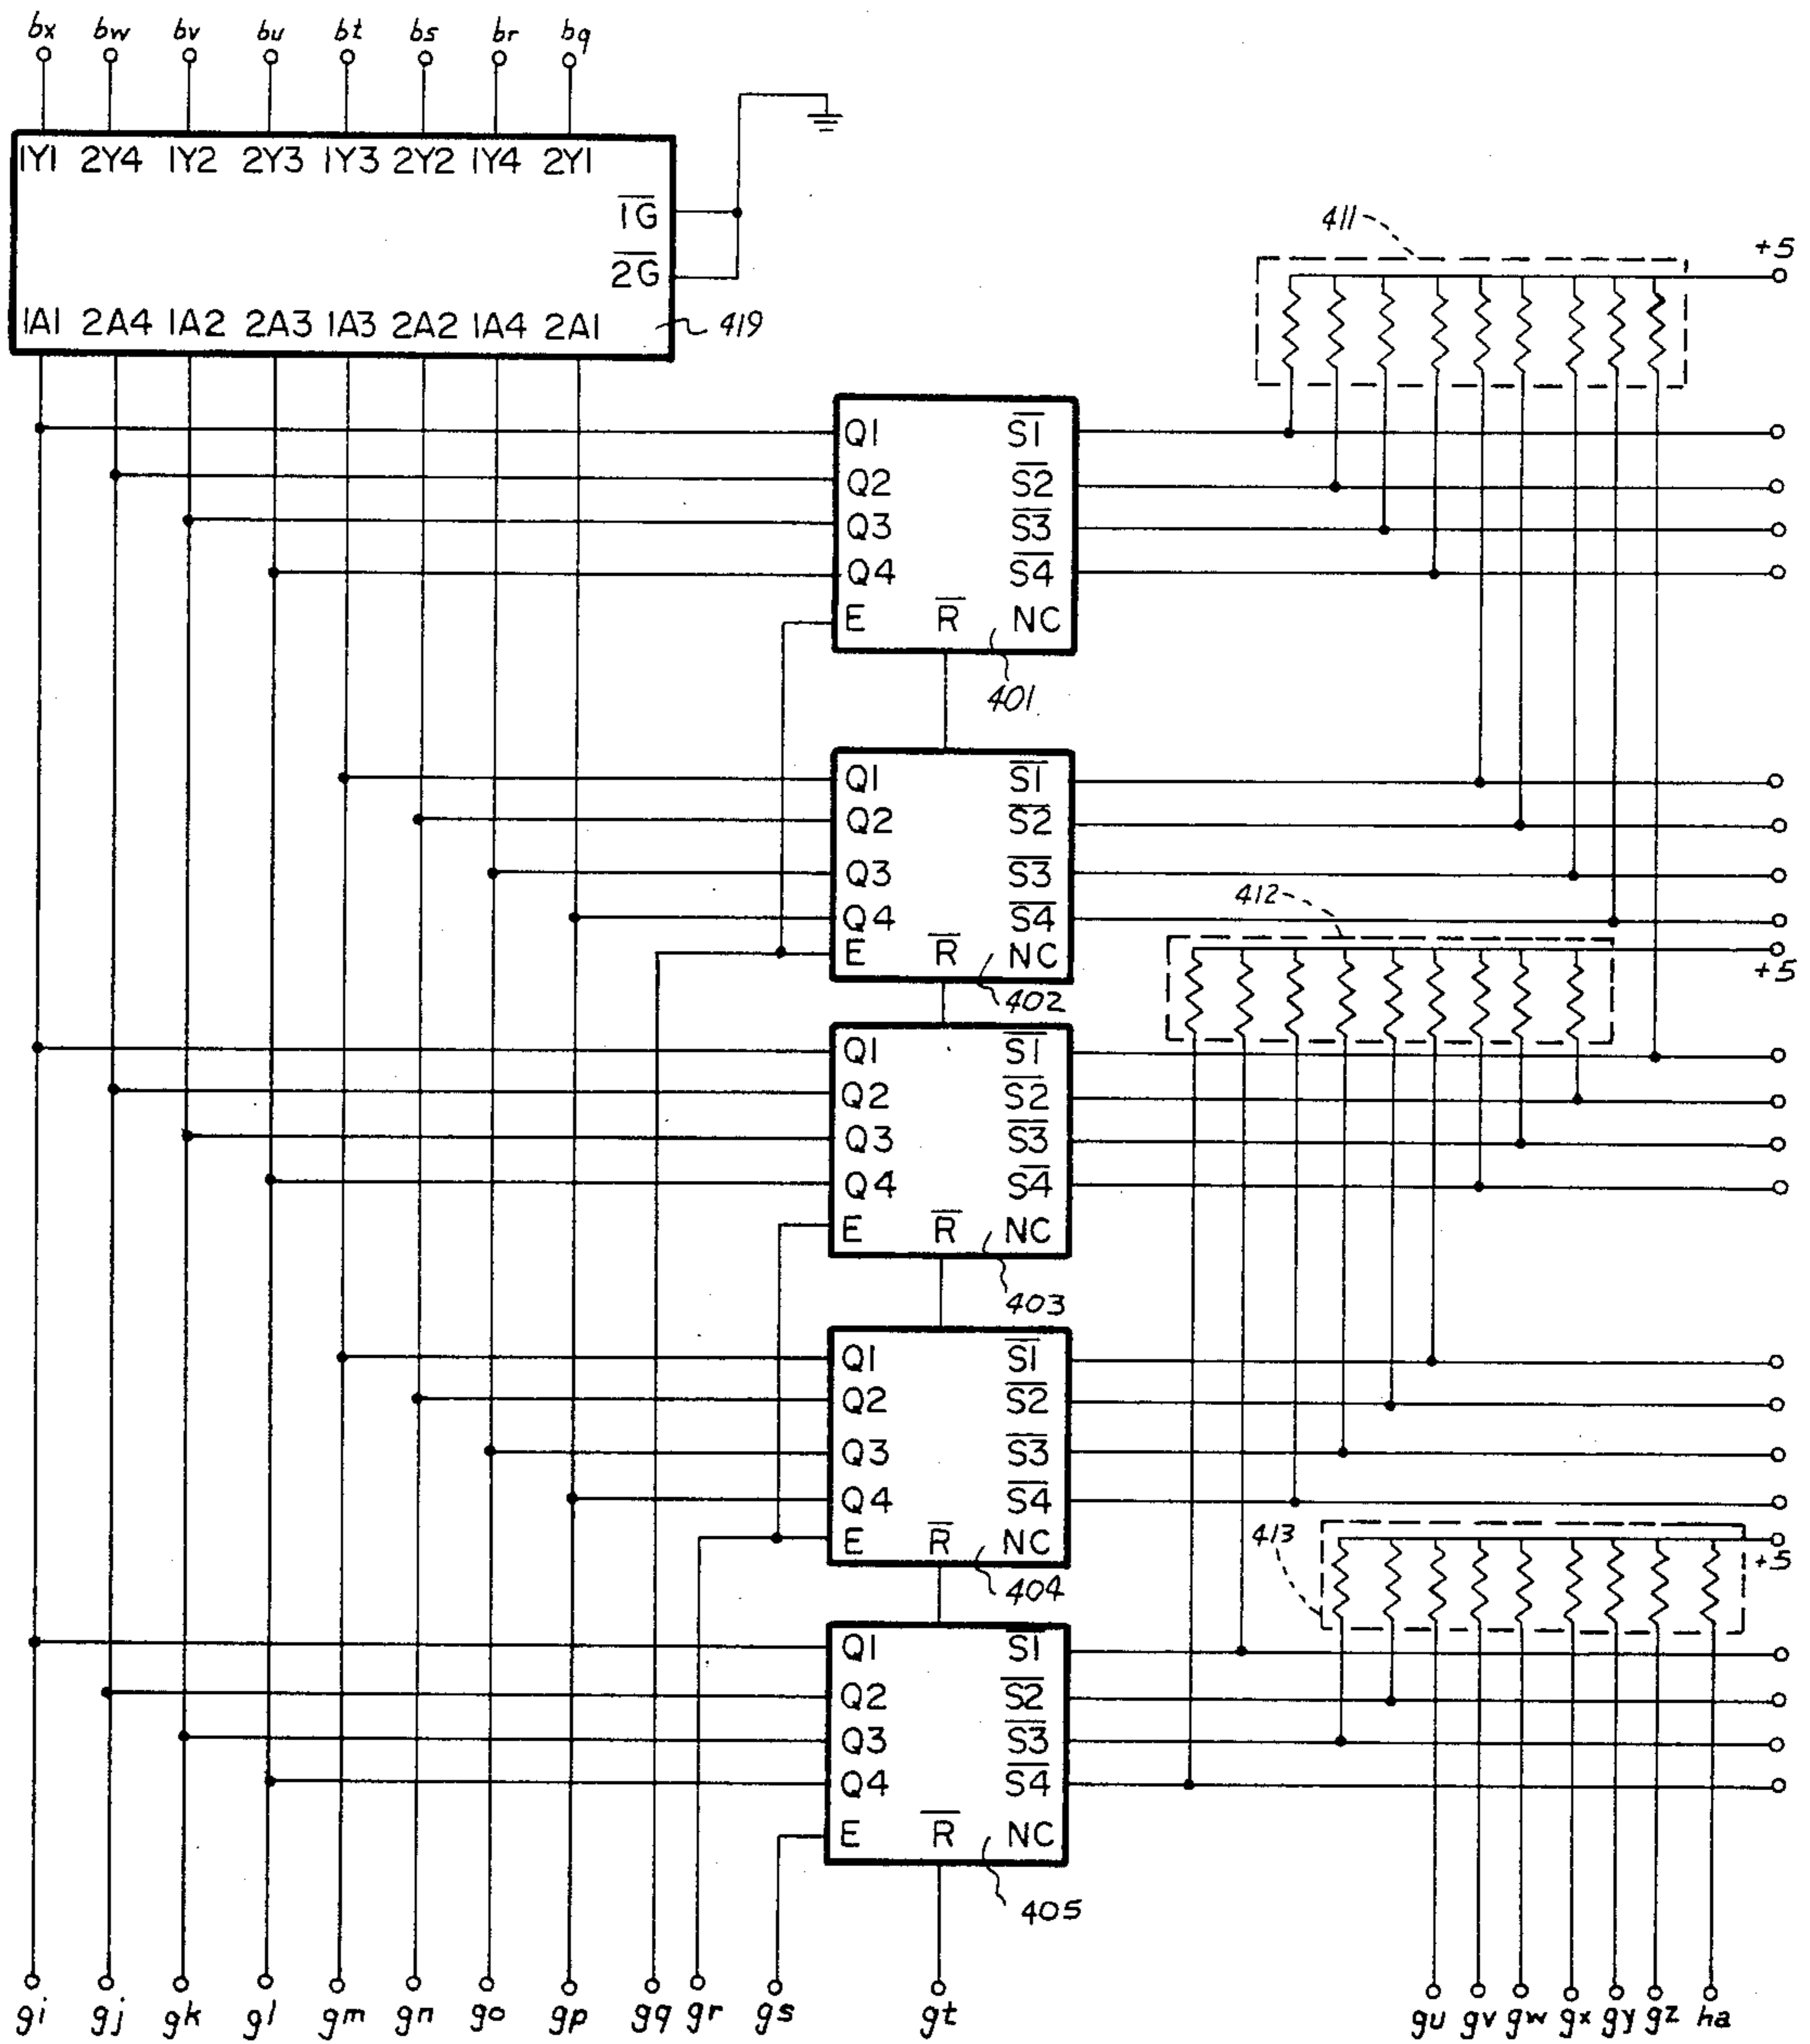 bx bw bv bu bt bs br bq
1Y1 2Y4 1Y2 2Y3 1Y3 2Y2 1Y4 2Y1
1G
2G
1A1 2A4 1A2 2A3 1A3 2A2 1A4 2A1
419
411
+5
Q1 S1
Q2 S2
Q3 S3
Q4 S4
E R NC
401
Q1 S1
Q2 S2
Q3 S3
412
Q4 S4
E R NC
+5
402
Q1 S1
Q2 S2
Q3 S3
Q4 S4
E R NC
403
Q1 S1
Q2 S2
Q3 S3
Q4 S4
E R NC
413
+5
404
Q1 S1
Q2 S2
Q3 S3
Q4 S4
E R NC
405
gi gj gk gl gm gn go gp gq gr gs gt gu gv gw gx gy gz ha